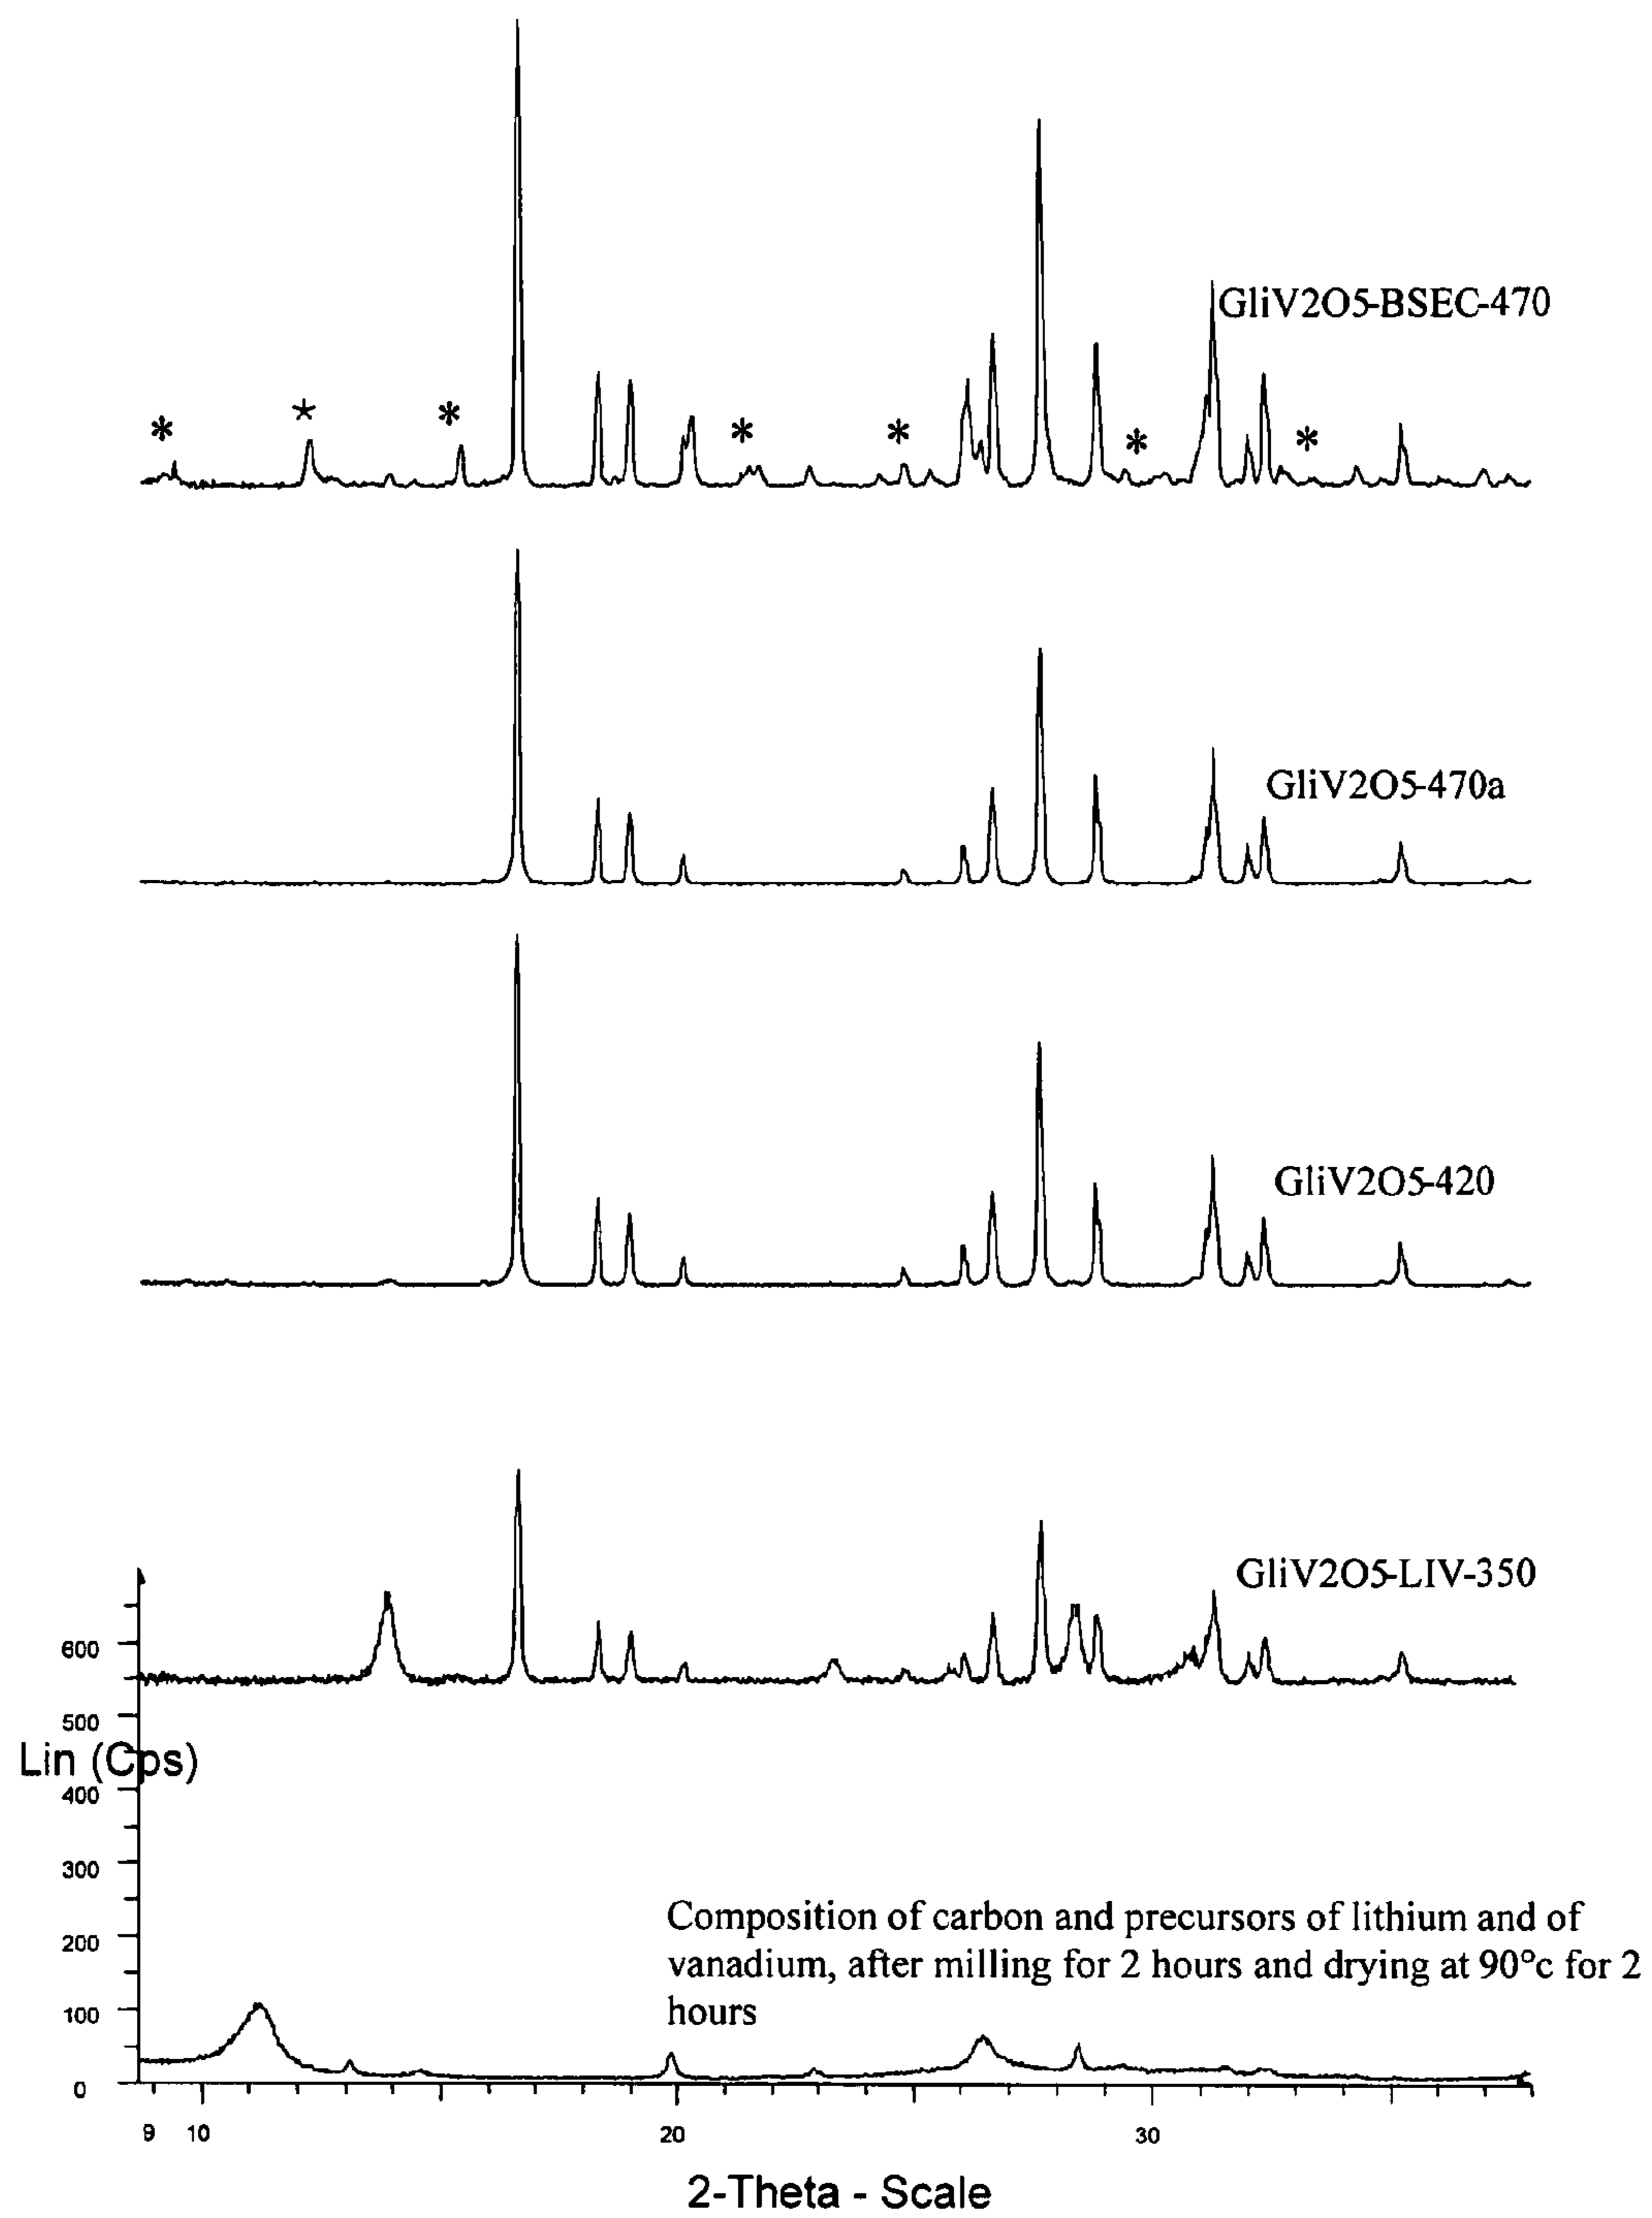 GliV2O5-BSEC-470
* * * * * * *
GliV2O5-470a
GliV2O5-420
GliV2O5-LIV-350
600
500
Lin (Cps)
400
300
200
100
0
Composition of carbon and precursors of lithium and of
vanadium, after milling for 2 hours and drying at 90°c for 2
hours
9 10 20 30
2-Theta - Scale